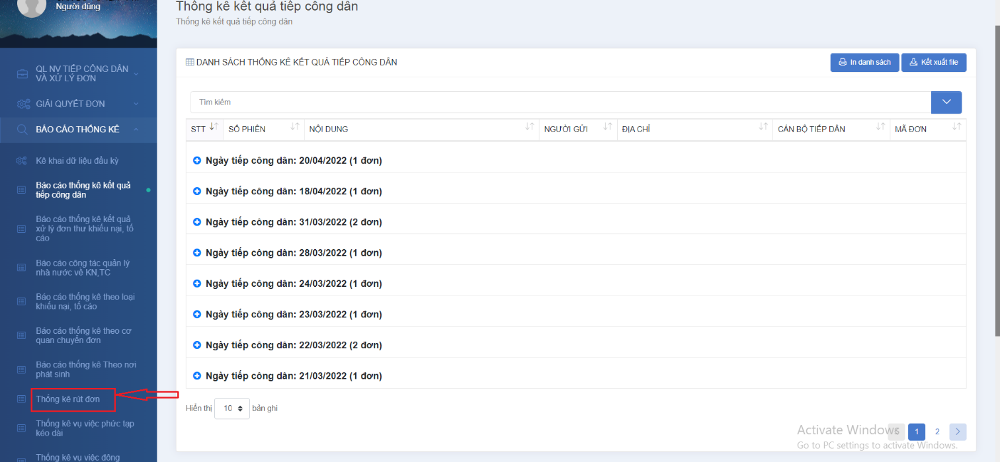 Người dùng
QL NV TIẾP CÔNG DÂN
VÀ XỬ LÝ ĐƠN
GIẢI QUYẾT ĐƠN
BÁO CÁO THỐNG KÊ
Kê khai dữ liệu đầu kỳ
Báo cáo thống kê kết quả
tiếp công dân
Báo cáo thống kê kết quả
xử lý đơn thư khiếu nại, tố
cáo
Báo cáo công tác quản lý
nhà nước về KN,TC
Báo cáo thống kê theo loại
khiếu nại, tố cáo
Báo cáo thống kê theo cơ
quan chuyển đơn
Báo cáo thống kê Theo nơi
phát sinh
Thống kê rút đơn
Thống kê vụ việc phức tạp
kéo dài
Thống kê vụ việc đông
Thống kê kết quả tiếp công dân
Thống kê kết quả tiếp công dân
DANH SÁCH THỐNG KÊ KẾT QUẢ TIẾP CÔNG DÂN
In danh sách Kết xuất file
Tìm kiếm
STT SỐ PHIÊN NỘI DUNG NGƯỜI GỬI ĐỊA CHỈ CÁN BỘ TIẾP DÂN MÃ ĐƠN
Ngày tiếp công dân: 20/04/2022 (1 đơn)
Ngày tiếp công dân: 18/04/2022 (1 đơn)
Ngày tiếp công dân: 31/03/2022 (2 đơn)
Ngày tiếp công dân: 28/03/2022 (1 đơn)
Ngày tiếp công dân: 24/03/2022 (1 đơn)
Ngày tiếp công dân: 23/03/2022 (1 đơn)
Ngày tiếp công dân: 22/03/2022 (2 đơn)
Ngày tiếp công dân: 21/03/2022 (1 đơn)
Hiển thị 10 bản ghi
1 2
Activate Windows
Go to PC settings to activate Windows.